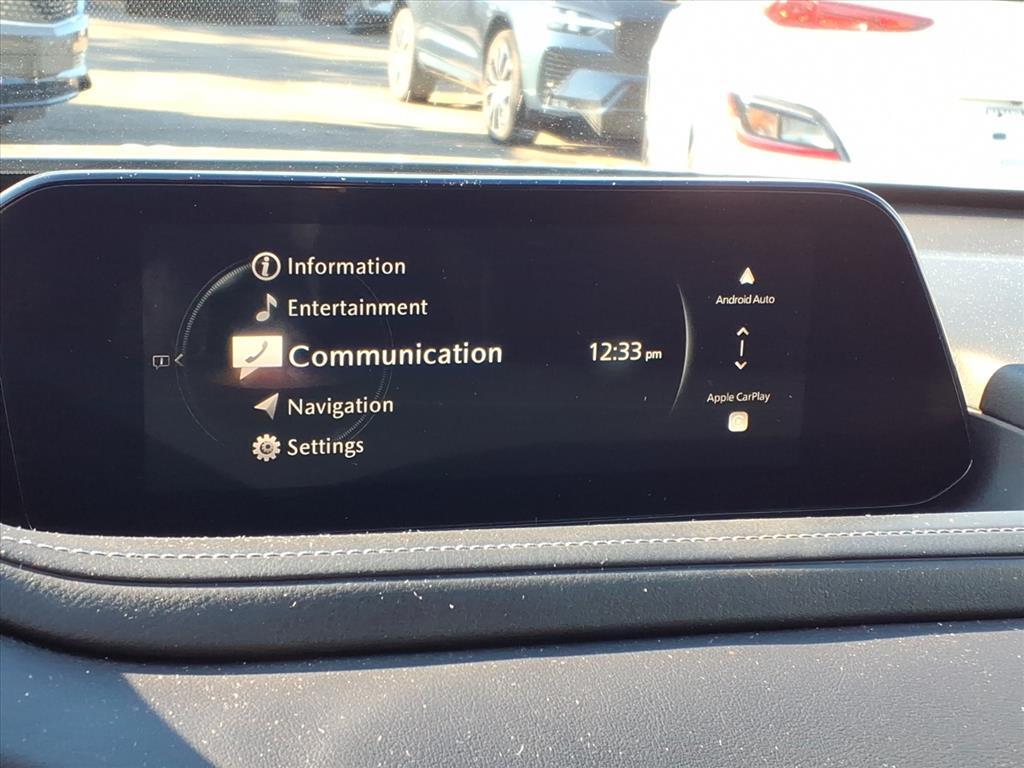 Information
Entertainment
Communication
Navigation
Settings
12:33 pm
Android Auto
Apple CarPlay